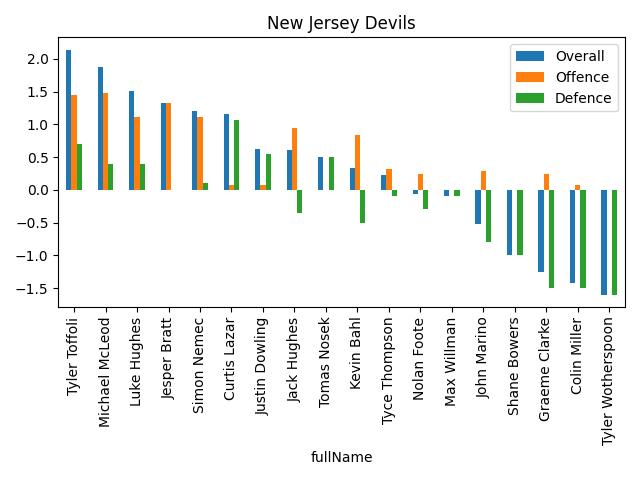 New Jersey Devils
Overall
Offence
Defence
2.0
1.5
1.0
0.5
0.0
−0.5
−1.0
−1.5
Tyler Toffoli
Michael McLeod
Luke Hughes
Jesper Bratt
Simon Nemec
Curtis Lazar
Justin Dowling
Jack Hughes
Tomas Nosek
Kevin Bahl
Tyce Thompson
Nolan Foote
Max Willman
John Marino
Shane Bowers
Graeme Clarke
Colin Miller
Tyler Wotherspoon
fullName